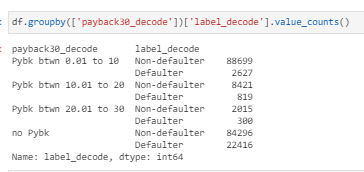 df.groupby(['payback30_decode'])['label_decode'].value_counts()
payback30_decode label_decode
Pybk btwn 0.01 to 10 Non-defaulter 88699
Defaulter 2627
Pybk btwn 10.01 to 20 Non-defaulter 8421
Defaulter 819
Pybk btwn 20.01 to 30 Non-defaulter 2015
Defaulter 300
no Pybk Non-defaulter 84296
Defaulter 22416
Name: label_decode, dtype: int64